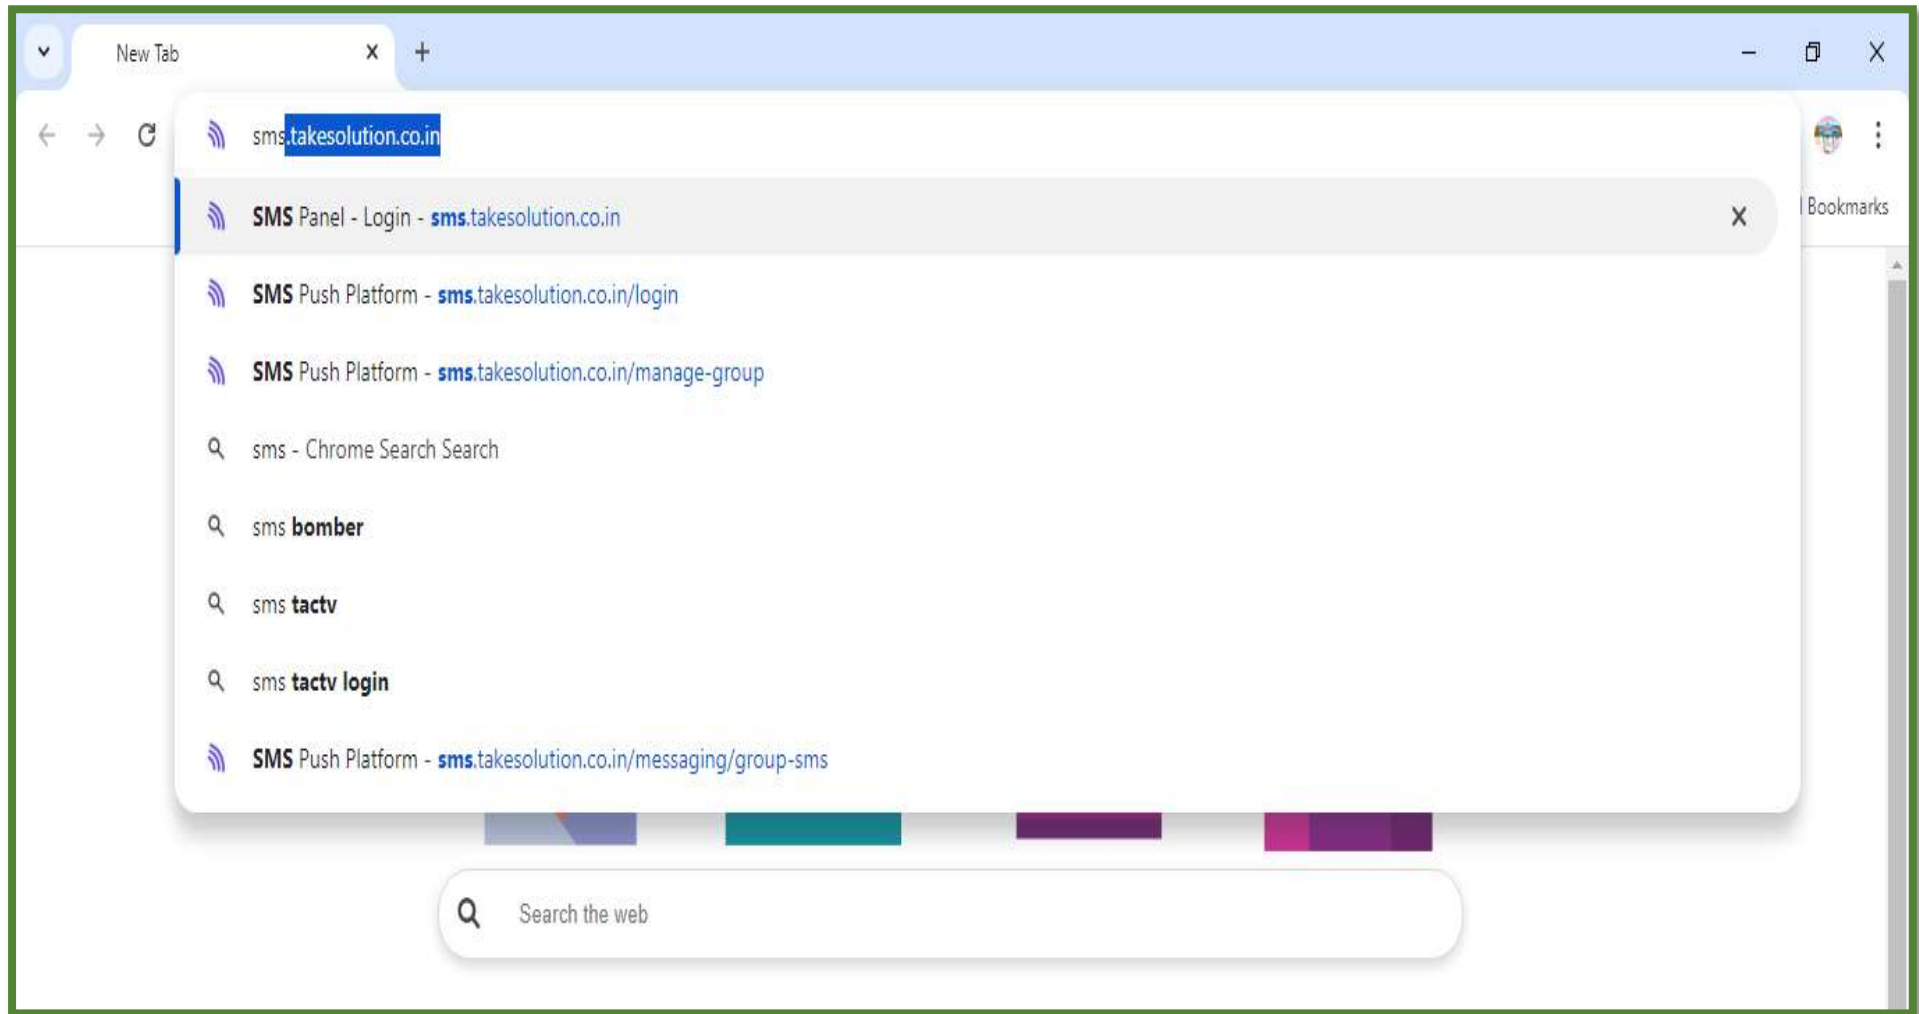 New Tab
sms.takesolution.co.in
SMS Panel - Login - sms.takesolution.co.in
Bookmarks
SMS Push Platform - sms.takesolution.co.in/login
SMS Push Platform - sms.takesolution.co.in/manage-group
sms - Chrome Search Search
sms bomber
sms tactv
sms tactv login
SMS Push Platform - sms.takesolution.co.in/messaging/group-sms
Search the web